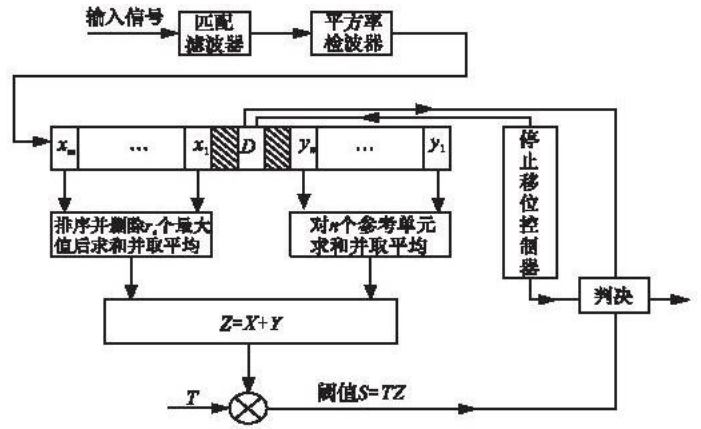 输入信号
匹配
滤波器
平方率
检波器
x_m ... x_1 D y_n ... y_1
停止移位控制器
排序并删除r_s个最大
值后求和并取平均
对n个参考单元
求和并取平均
判决
Z=X+Y
T
阈值S=TZ